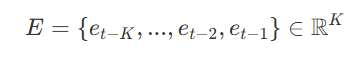 E = {e_{t−K}, ..., e_{t−2}, e_{t−1}} ∈ ℝ^K